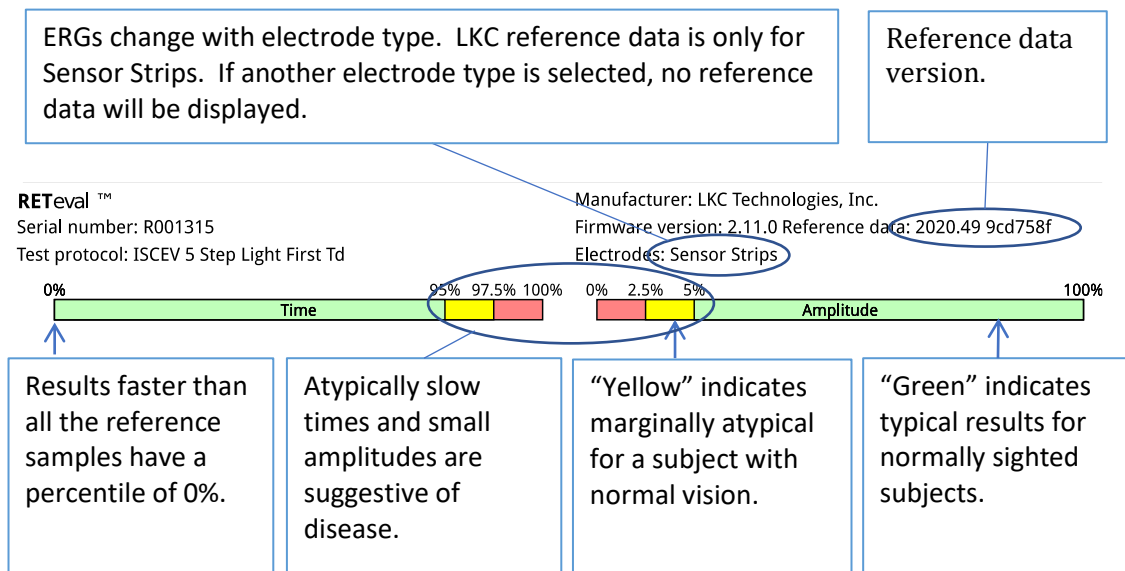 ERGs change with electrode type.  LKC reference data is only for
Sensor Strips.  If another electrode type is selected, no reference
data will be displayed.
Reference data
version.
RETeval ™
Serial number: R001315
Test protocol: ISCEV 5 Step Light First Td
Manufacturer: LKC Technologies, Inc.
Firmware version: 2.11.0 Reference data: 2020.49 9cd758f
Electrodes: Sensor Strips
0% 95% 97.5% 100%
Time
0% 2.5% 5% 100%
Amplitude
Results faster than
all the reference
samples have a
percentile of 0%.
Atypically slow
times and small
amplitudes are
suggestive of
disease.
“Yellow” indicates
marginally atypical
for a subject with
normal vision.
“Green” indicates
typical results for
normally sighted
subjects.